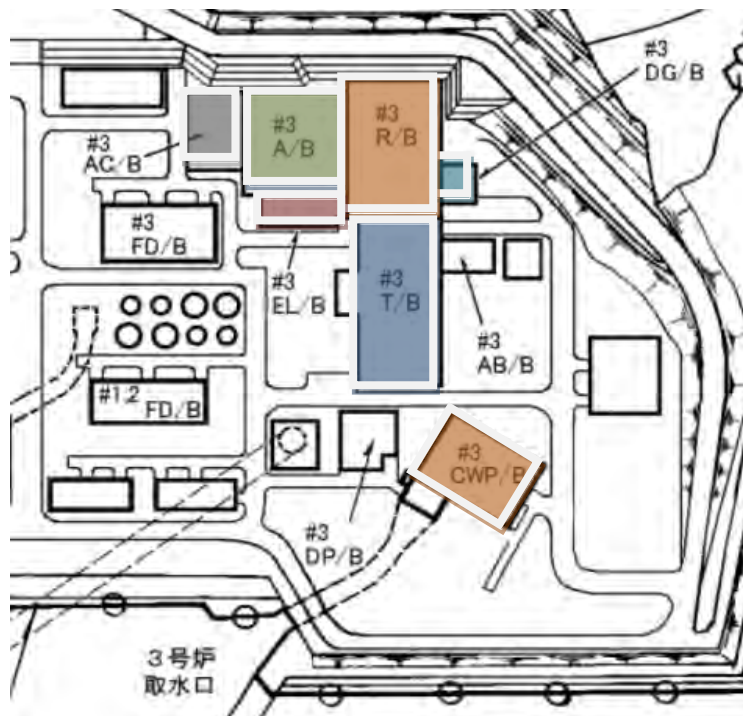 #3
DG/B
#3
A/B
#3
R/B
#3
AC/B
#3
FD/B
#3
EL/B
#3
T/B
#3
AB/B
#1,2
FD/B
#3
CWP/B
#3
DP/B
3号炉
取水口